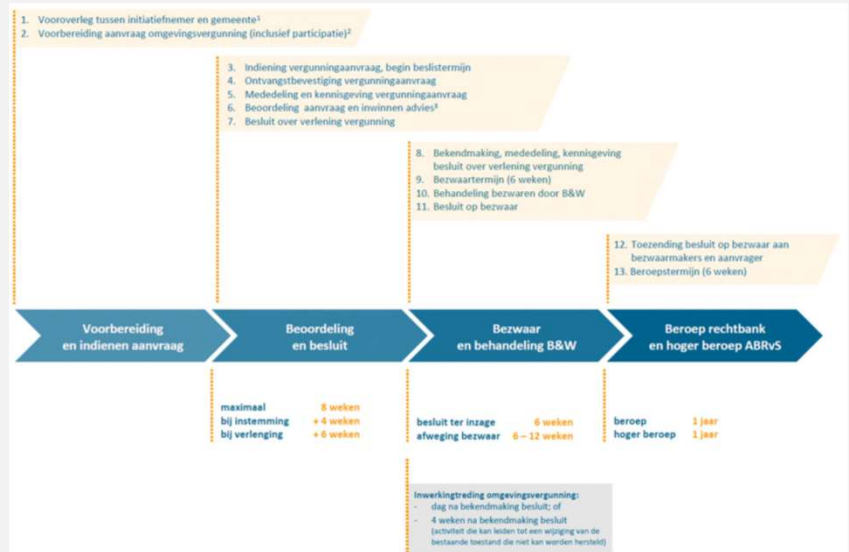 1. Vooroverleg tussen initiatiefnemer en gemeente¹
2. Voorbereiding aanvraag omgevingsvergunning (inclusief participatie)²
3. Indiening vergunningaanvraag, begin beslistermijn
4. Ontvangstbevestiging vergunningaanvraag
5. Mededeling en kennisgeving vergunningaanvraag
6. Beoordeling aanvraag en inwinnen advies³
7. Besluit over verlening vergunning
8. Bekendmaking, mededeling, kennisgeving
besluit over verlening vergunning
9. Bezwaartermijn (6 weken)
10. Behandeling bezwaren door B&W
11. Besluit op bezwaar
12. Toezending besluit op bezwaar aan
bezwaarmakers en aanvrager
13. Beroepstermijn (6 weken)
Voorbereiding
en indienen aanvraag
Beoordeling
en besluit
Bezwaar
en behandeling B&W
Beroep rechtbank
en hoger beroep ABRvS
maximaal 8 weken
bij instemming + 4 weken
bij verlenging + 6 weken
besluit ter inzage 6 weken
afweging bezwaar 6 – 12 weken
beroep 1 jaar
hoger beroep 1 jaar
Inwerkingtreding omgevingsvergunning:
- dag na bekendmaking besluit; of
- 4 weken na bekendmaking besluit
(activiteit die kan leiden tot een wijziging van de
bestaande toestand die niet kan worden hersteld)